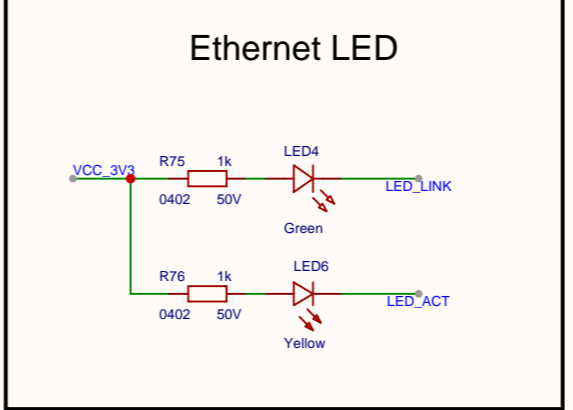 Ethernet LED
VCC_3V3
R75 1k
0402 50V
LED4
Green
LED_LINK
R76 1k
0402 50V
LED6
Yellow
LED_ACT